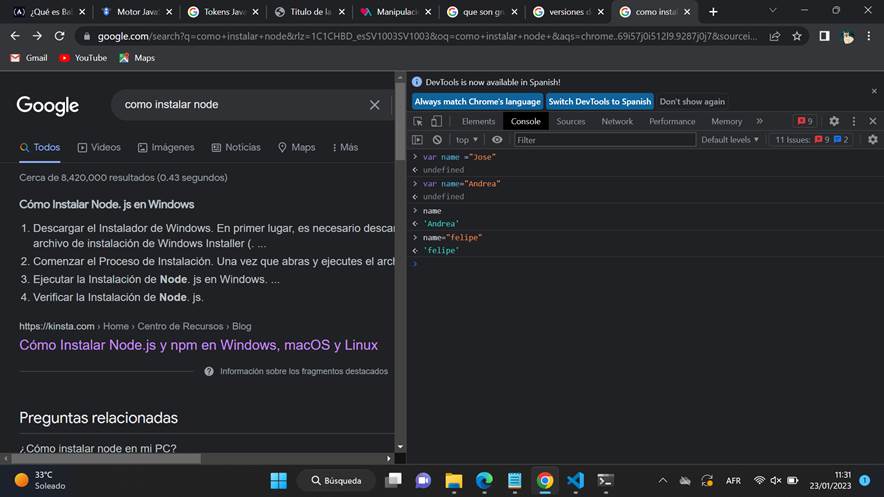 ¿Qué es Ba
Motor Java
Tokens Java
Titulo de la
Manipulaci
que son gr
versiones d
como instal
google.com/search?q=como+instalar+node&rlz=1C1CHBD_esSV1003SV1003&oq=como+instalar+node+&aqs=chrome..69i57j0i512l9.9287j0j7&sourcei...
Gmail
YouTube
Maps
Google
como instalar node
Todos
Videos
Imágenes
Noticias
Maps
Más
Cerca de 8,420,000 resultados (0.43 segundos)
Cómo Instalar Node. js en Windows
1. Descargar el Instalador de Windows. En primer lugar, es necesario desca
archivo de instalación de Windows Installer (. ...
2. Comenzar el Proceso de Instalación. Una vez que abras y ejecutes el arch
3. Ejecutar la Instalación de Node. js en Windows. ...
4. Verificar la Instalación de Node. js.
https://kinsta.com › Home › Centro de Recursos › Blog
Cómo Instalar Node.js y npm en Windows, macOS y Linux
Información sobre los fragmentos destacados
Preguntas relacionadas
¿Cómo instalar node en mi PC?
DevTools is now available in Spanish!
Always match Chrome's language
Switch DevTools to Spanish
Don't show again
Elements
Console
Sources
Network
Performance
Memory
9
top
Filter
Default levels
11 Issues:
9
2
var name ="Jose"
undefined
var name="Andrea"
undefined
name
'Andrea'
name="felipe"
'felipe'
33°C
Soleado
Búsqueda
AFR
11:31
23/01/2023
1